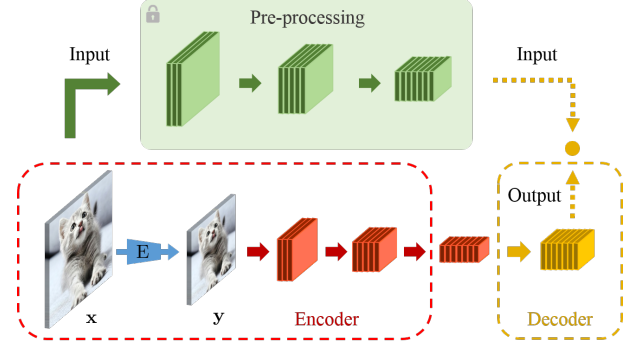 Pre-processing
Input
Input
Output
E
x
y
Encoder
Decoder